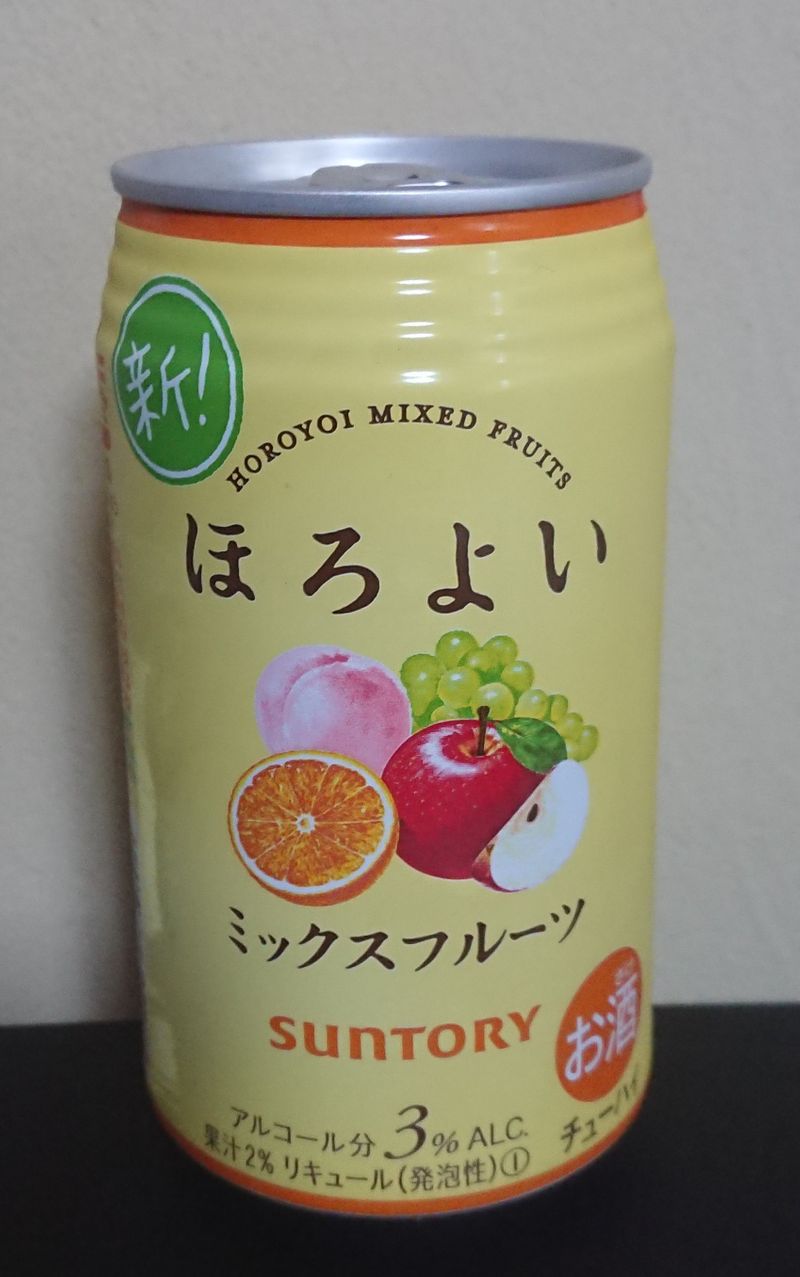 新!
HOROYOI MIXED FRUITS
ほろよい
ミックスフルーツ
SUNTORY
お酒
チューハイ
アルコール分 3% ALC.
果汁2% リキュール(発泡性)①